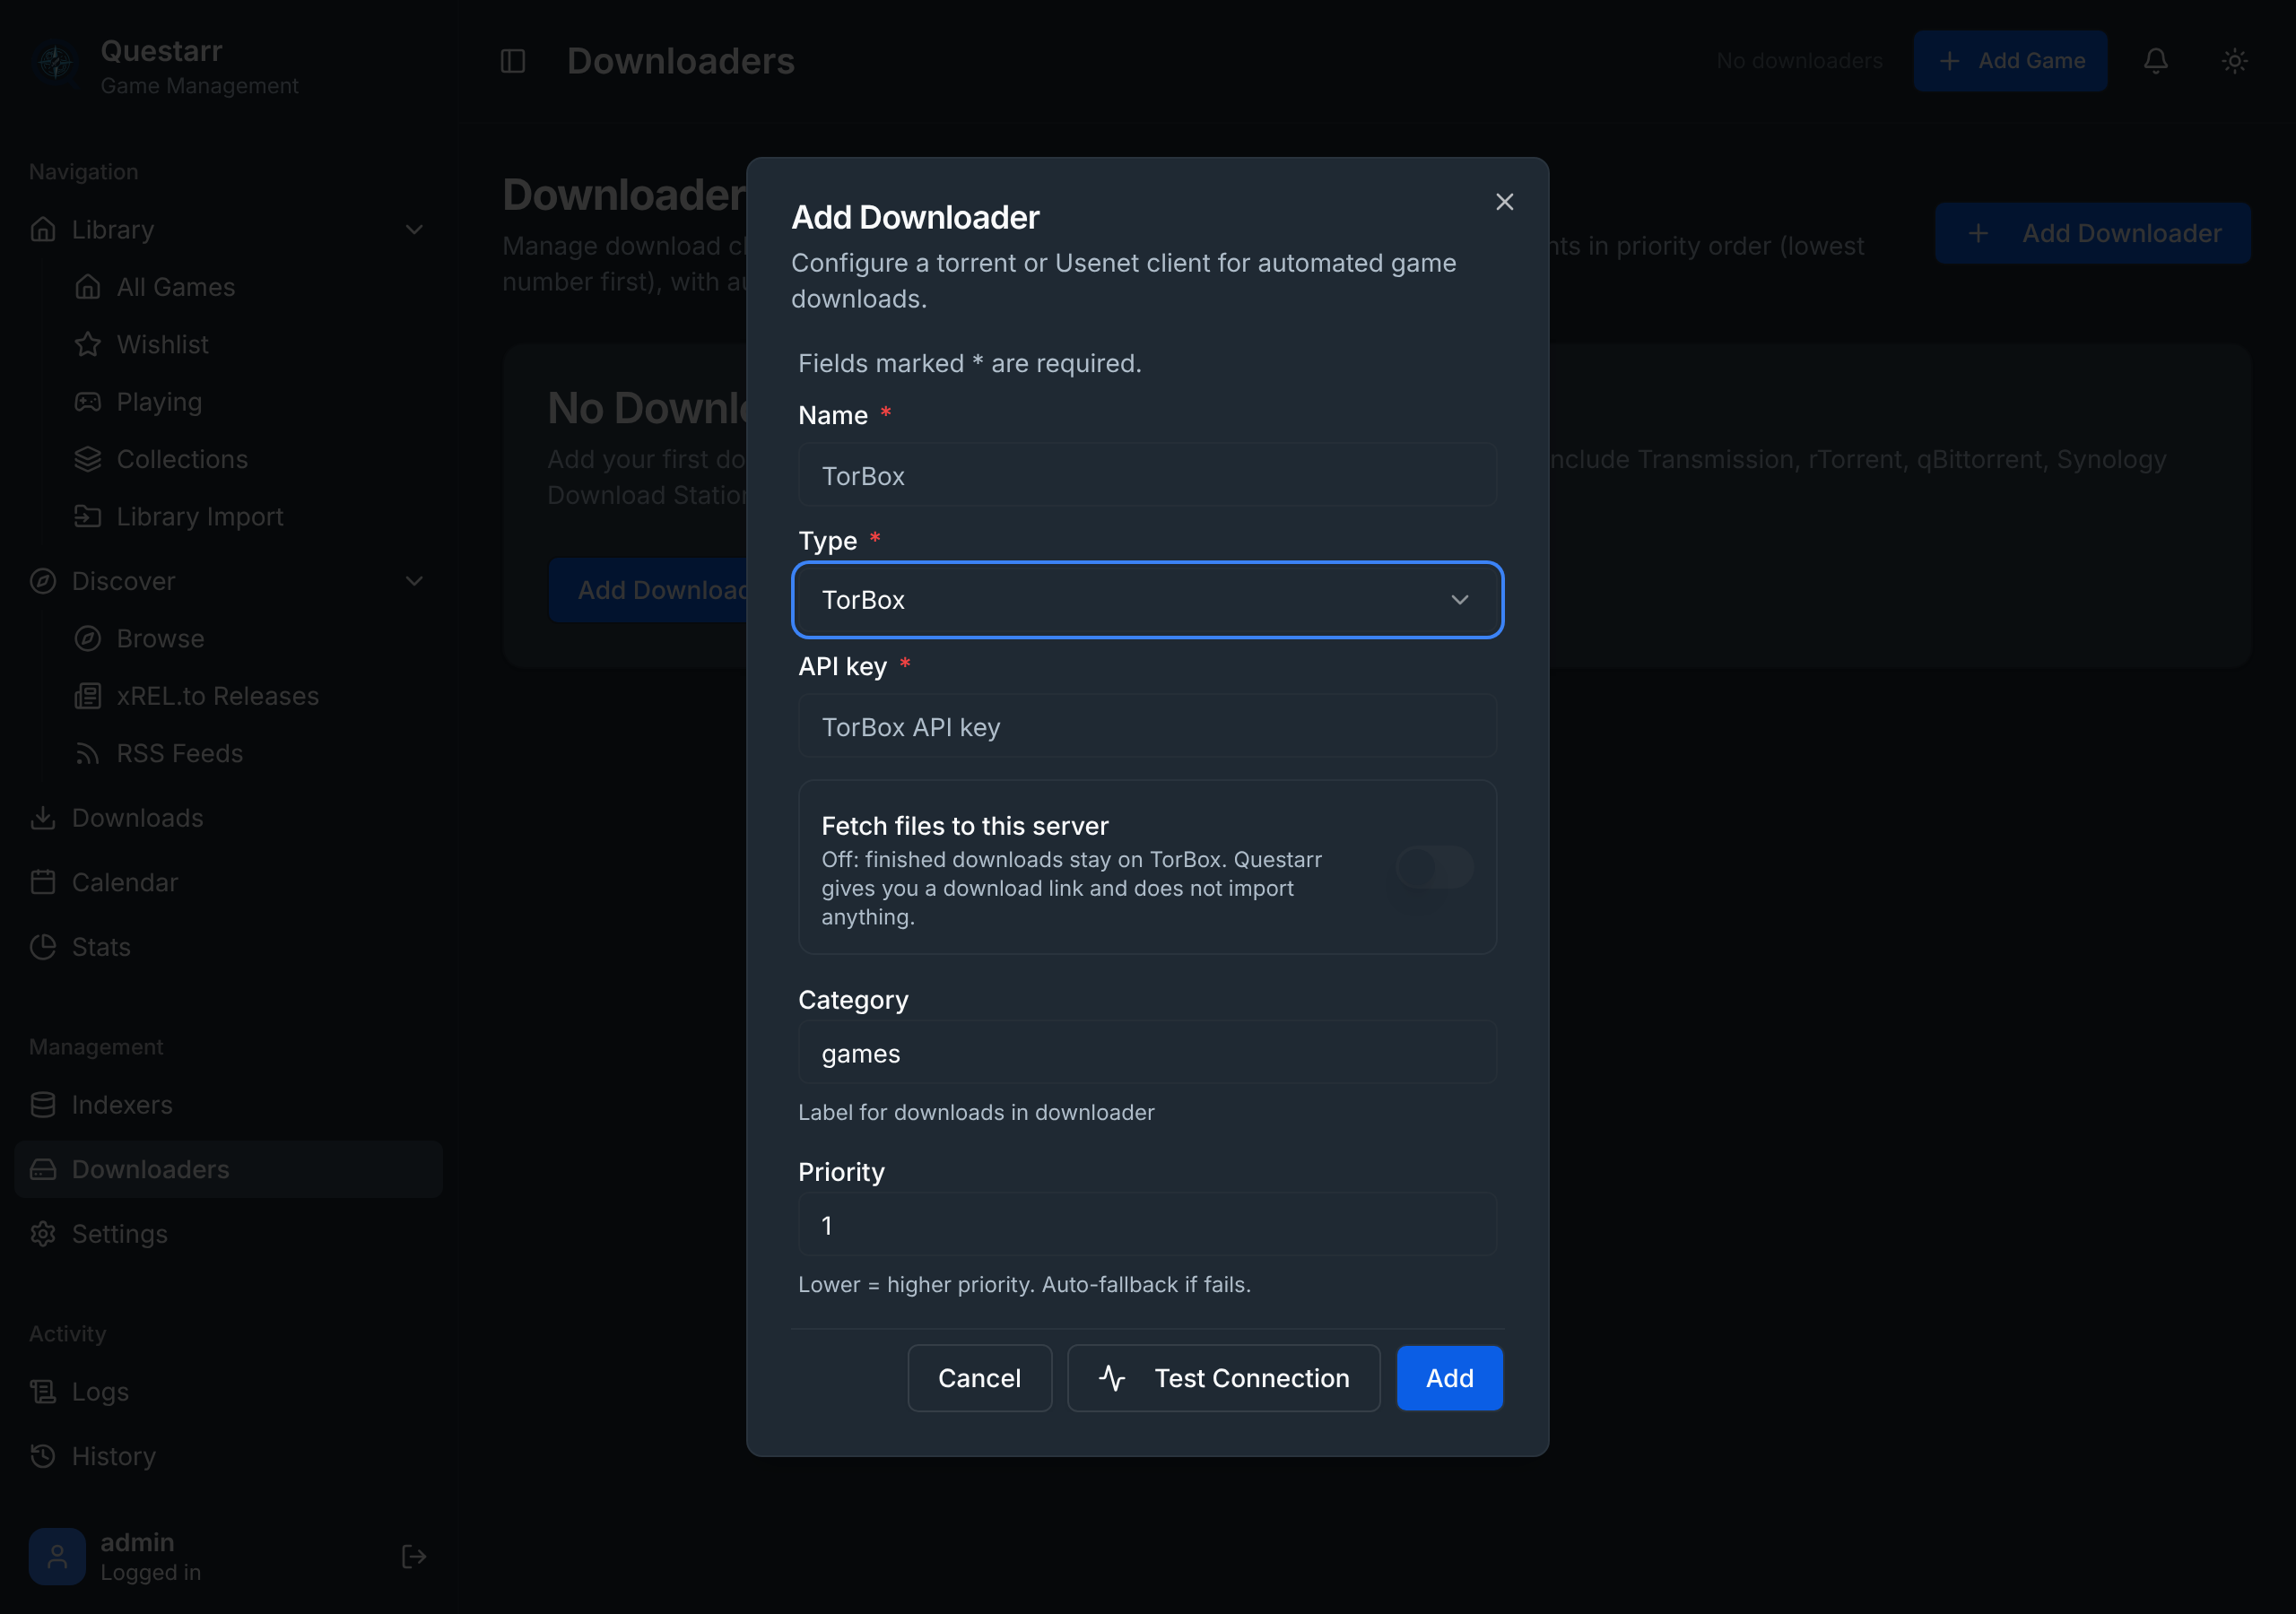 Questarr
Game Management
Navigation
Library
All Games
Wishlist
Playing
Collections
Library Import
Discover
Browse
xREL.to Releases
RSS Feeds
Downloads
Calendar
Stats
Management
Indexers
Downloaders
Settings
Activity
Logs
History
admin
Logged in
Downloaders
No downloaders
Add Game
Downloader
Manage download
nts in priority order (lowest
number first), with
Add Downloader
No Downl
Add your first do
nclude Transmission, rTorrent, qBittorrent, Synology
Download Station
Add Downloa
Add Downloader
Configure a torrent or Usenet client for automated game
downloads.
Fields marked * are required.
Name *
TorBox
Type *
TorBox
API key *
TorBox API key
Fetch files to this server
Off: finished downloads stay on TorBox. Questarr
gives you a download link and does not import
anything.
Category
games
Label for downloads in downloader
Priority
1
Lower = higher priority. Auto-fallback if fails.
Cancel
Test Connection
Add